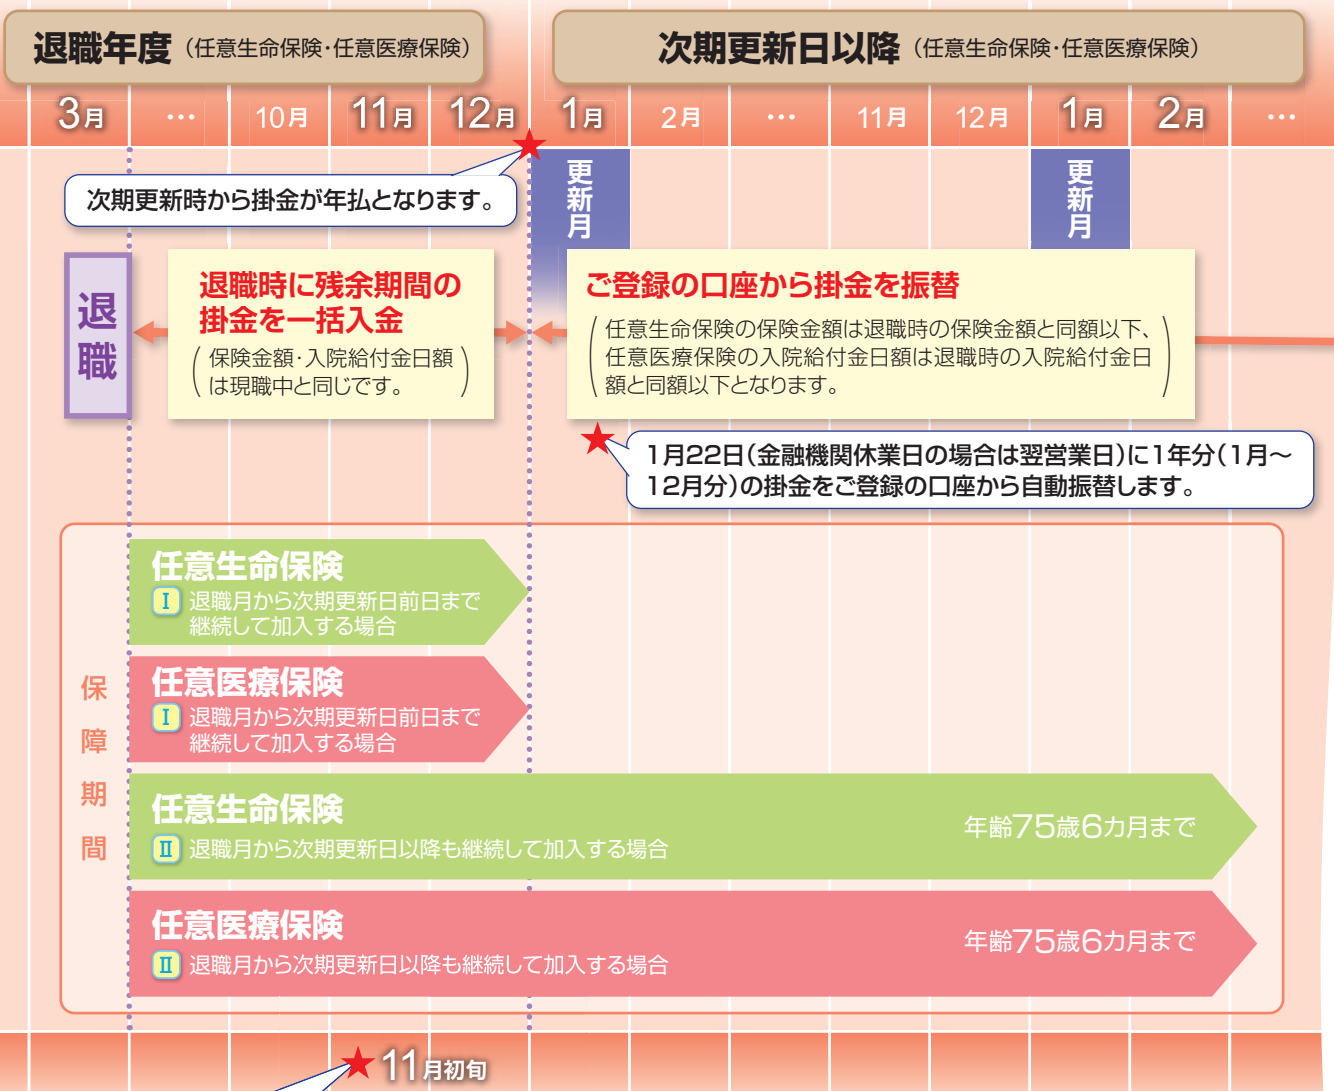 退職年度（任意生命保険・任意医療保険）
次期更新日以降（任意生命保険・任意医療保険）
3月 … 10月 11月 12月 1月 2月 … 11月 12月 1月 2月 …
次期更新時から掛金が年払となります。
更新月
更新月
退職
退職時に残余期間の
掛金を一括入金
（保険金額・入院給付金日額
は現職中と同じです。）
ご登録の口座から掛金を振替
（任意生命保険の保険金額は退職時の保険金額と同額以下、
任意医療保険の入院給付金日額は退職時の入院給付金日
額と同額以下となります。）
1月22日（金融機関休業日の場合は翌営業日）に1年分（1月～
12月分）の掛金をご登録の口座から自動振替します。
保障期間
任意生命保険
Ⅰ 退職月から次期更新日前日まで
継続して加入する場合
任意医療保険
Ⅰ 退職月から次期更新日前日まで
継続して加入する場合
任意生命保険
Ⅱ 退職月から次期更新日以降も継続して加入する場合
年齢75歳6カ月まで
任意医療保険
Ⅱ 退職月から次期更新日以降も継続して加入する場合
年齢75歳6カ月まで
★11月初旬